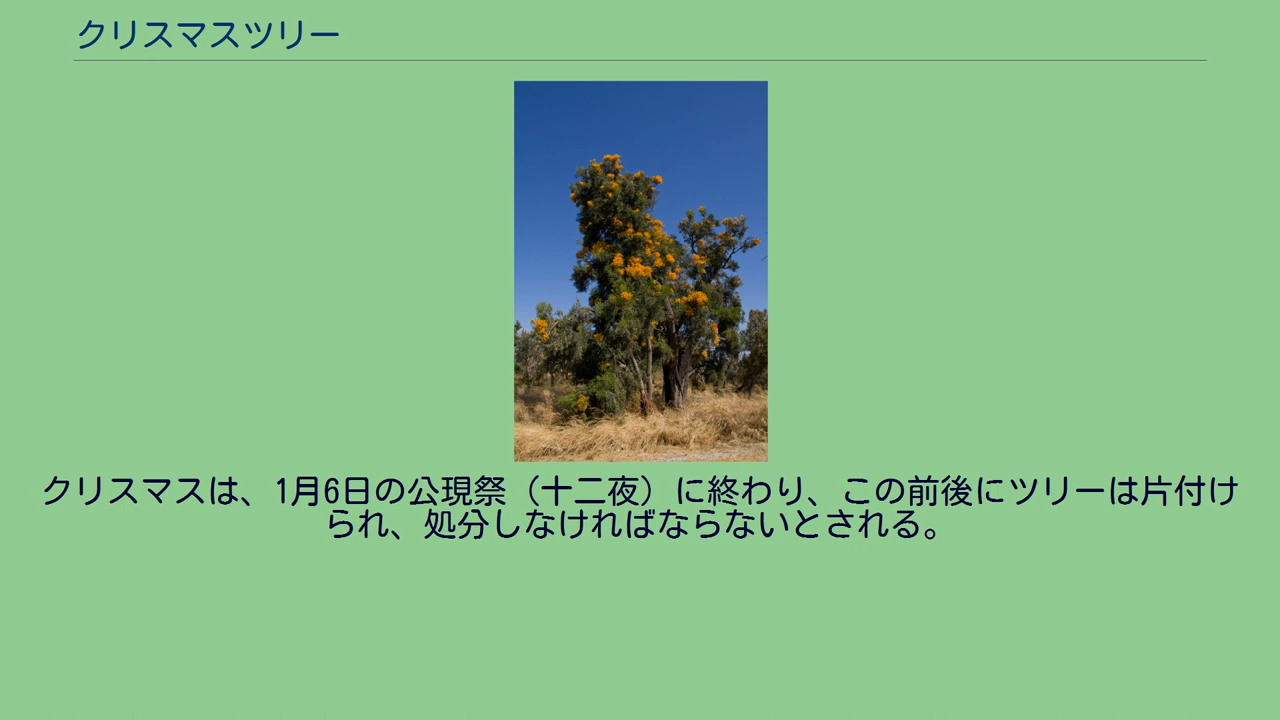 クリスマスツリー
クリスマスは、1月6日の公現祭（十二夜）に終わり、この前後にツリーは片付け
られ、処分しなければならないとされる。